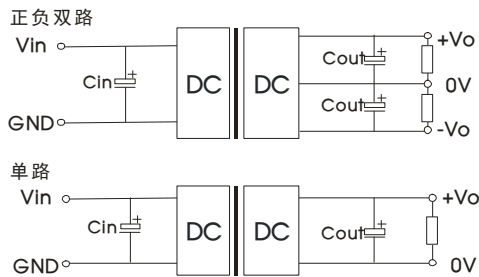 正负双路
Vin
+Vo
Cout
+
Cin
+
DC
DC
0V
Cout
+
GND
-Vo
单路
Vin
+Vo
Cin
+
DC
DC
Cout
+
GND
0V